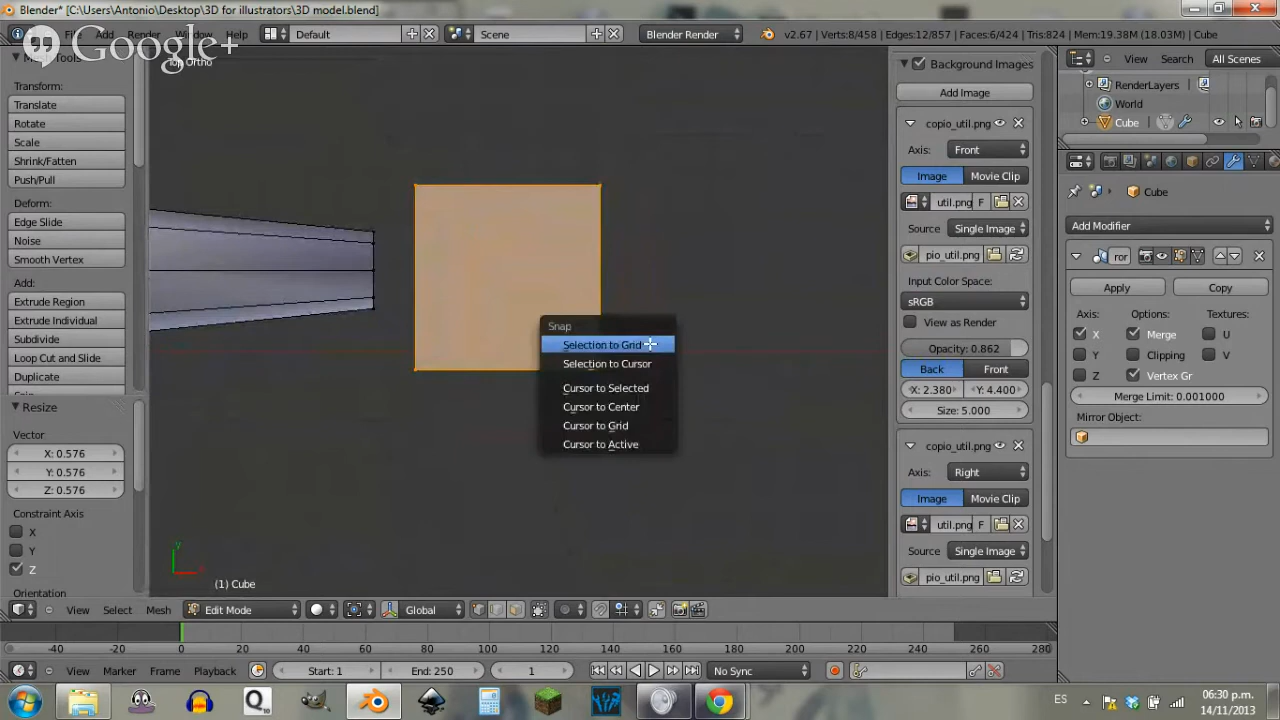 Blender* [C:\Users\Antonio\Desktop\3D for illustrators\3D model.blend]
File Add Render Window Help
Default
Scene
Blender Render
v2.67 | Verts:8/458 | Edges:12/857 | Faces:6/424 | Tris:824 | Mem:19.38M (18.03M) | Cube
Google+
Top Ortho
Mesh Tools
Transform:
Translate
Rotate
Scale
Shrink/Fatten
Push/Pull
Deform:
Edge Slide
Noise
Smooth Vertex
Add:
Extrude Region
Extrude Individual
Subdivide
Loop Cut and Slide
Duplicate
Resize
Vector
X: 0.576
Y: 0.576
Z: 0.576
Constraint Axis
X
Y
Z
Orientation
Snap
Selection to Grid
Selection to Cursor
Cursor to Selected
Cursor to Center
Cursor to Grid
Cursor to Active
(1) Cube
Background Images
Add Image
copio_util.png
Axis: Front
Image Movie Clip
util.png F
Source Single Image
pio_util.png
Input Color Space:
sRGB
View as Render
Opacity: 0.862
Back Front
X: 2.380 Y: 4.400
Size: 5.000
copio_util.png
Axis: Right
Image Movie Clip
util.png F
Source Single Image
pio_util.png
View Search All Scenes
RenderLayers
World
Cube
Cube
Add Modifier
ror
Apply Copy
Axis: Options: Textures:
X Merge U
Y Clipping V
Z Vertex Gr
Merge Limit: 0.001000
Mirror Object:
View Select Mesh Edit Mode Global
-40 -20 0 20 40 60 80 100 120 140 160 180 200 220 240 260 280
View Marker Frame Playback Start: 1 End: 250 1 No Sync
ES
06:30 p.m.
14/11/2013